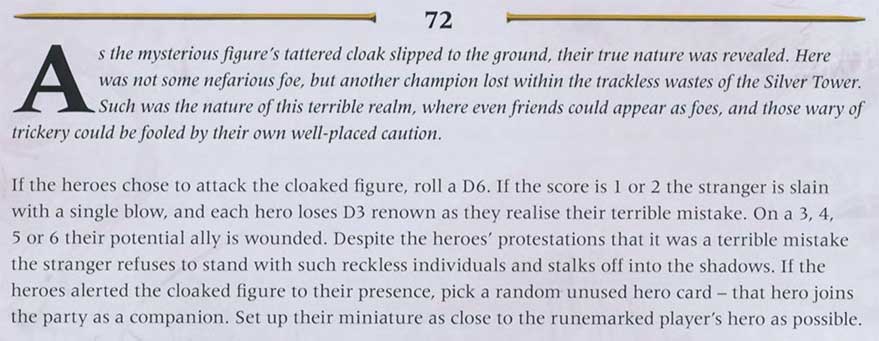 72
As the mysterious figure's tattered cloak slipped to the ground, their true nature was revealed. Here
was not some nefarious foe, but another champion lost within the trackless wastes of the Silver Tower.
Such was the nature of this terrible realm, where even friends could appear as foes, and those wary of
trickery could be fooled by their own well-placed caution.
If the heroes chose to attack the cloaked figure, roll a D6. If the score is 1 or 2 the stranger is slain
with a single blow, and each hero loses D3 renown as they realise their terrible mistake. On a 3, 4,
5 or 6 their potential ally is wounded. Despite the heroes' protestations that it was a terrible mistake
the stranger refuses to stand with such reckless individuals and stalks off into the shadows. If the
heroes alerted the cloaked figure to their presence, pick a random unused hero card – that hero joins
the party as a companion. Set up their miniature as close to the runemarked player's hero as possible.